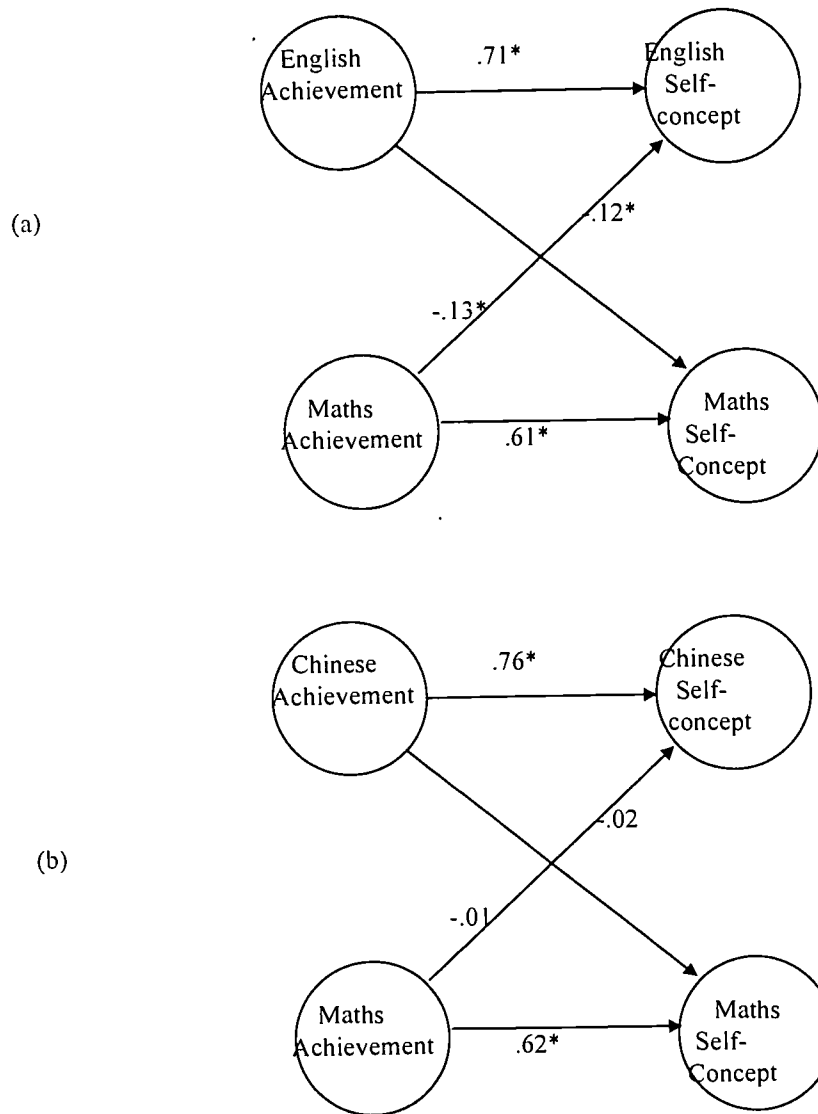 English
Achievement
.71*
English
Self-
concept
(a)
-.12*
-.13*
Maths
Achievement
.61*
Maths
Self-
Concept
Chinese
Achievement
.76*
Chinese
Self-
concept
(b)
-.02
-.01
Maths
Achievement
.62*
Maths
Self-
Concept